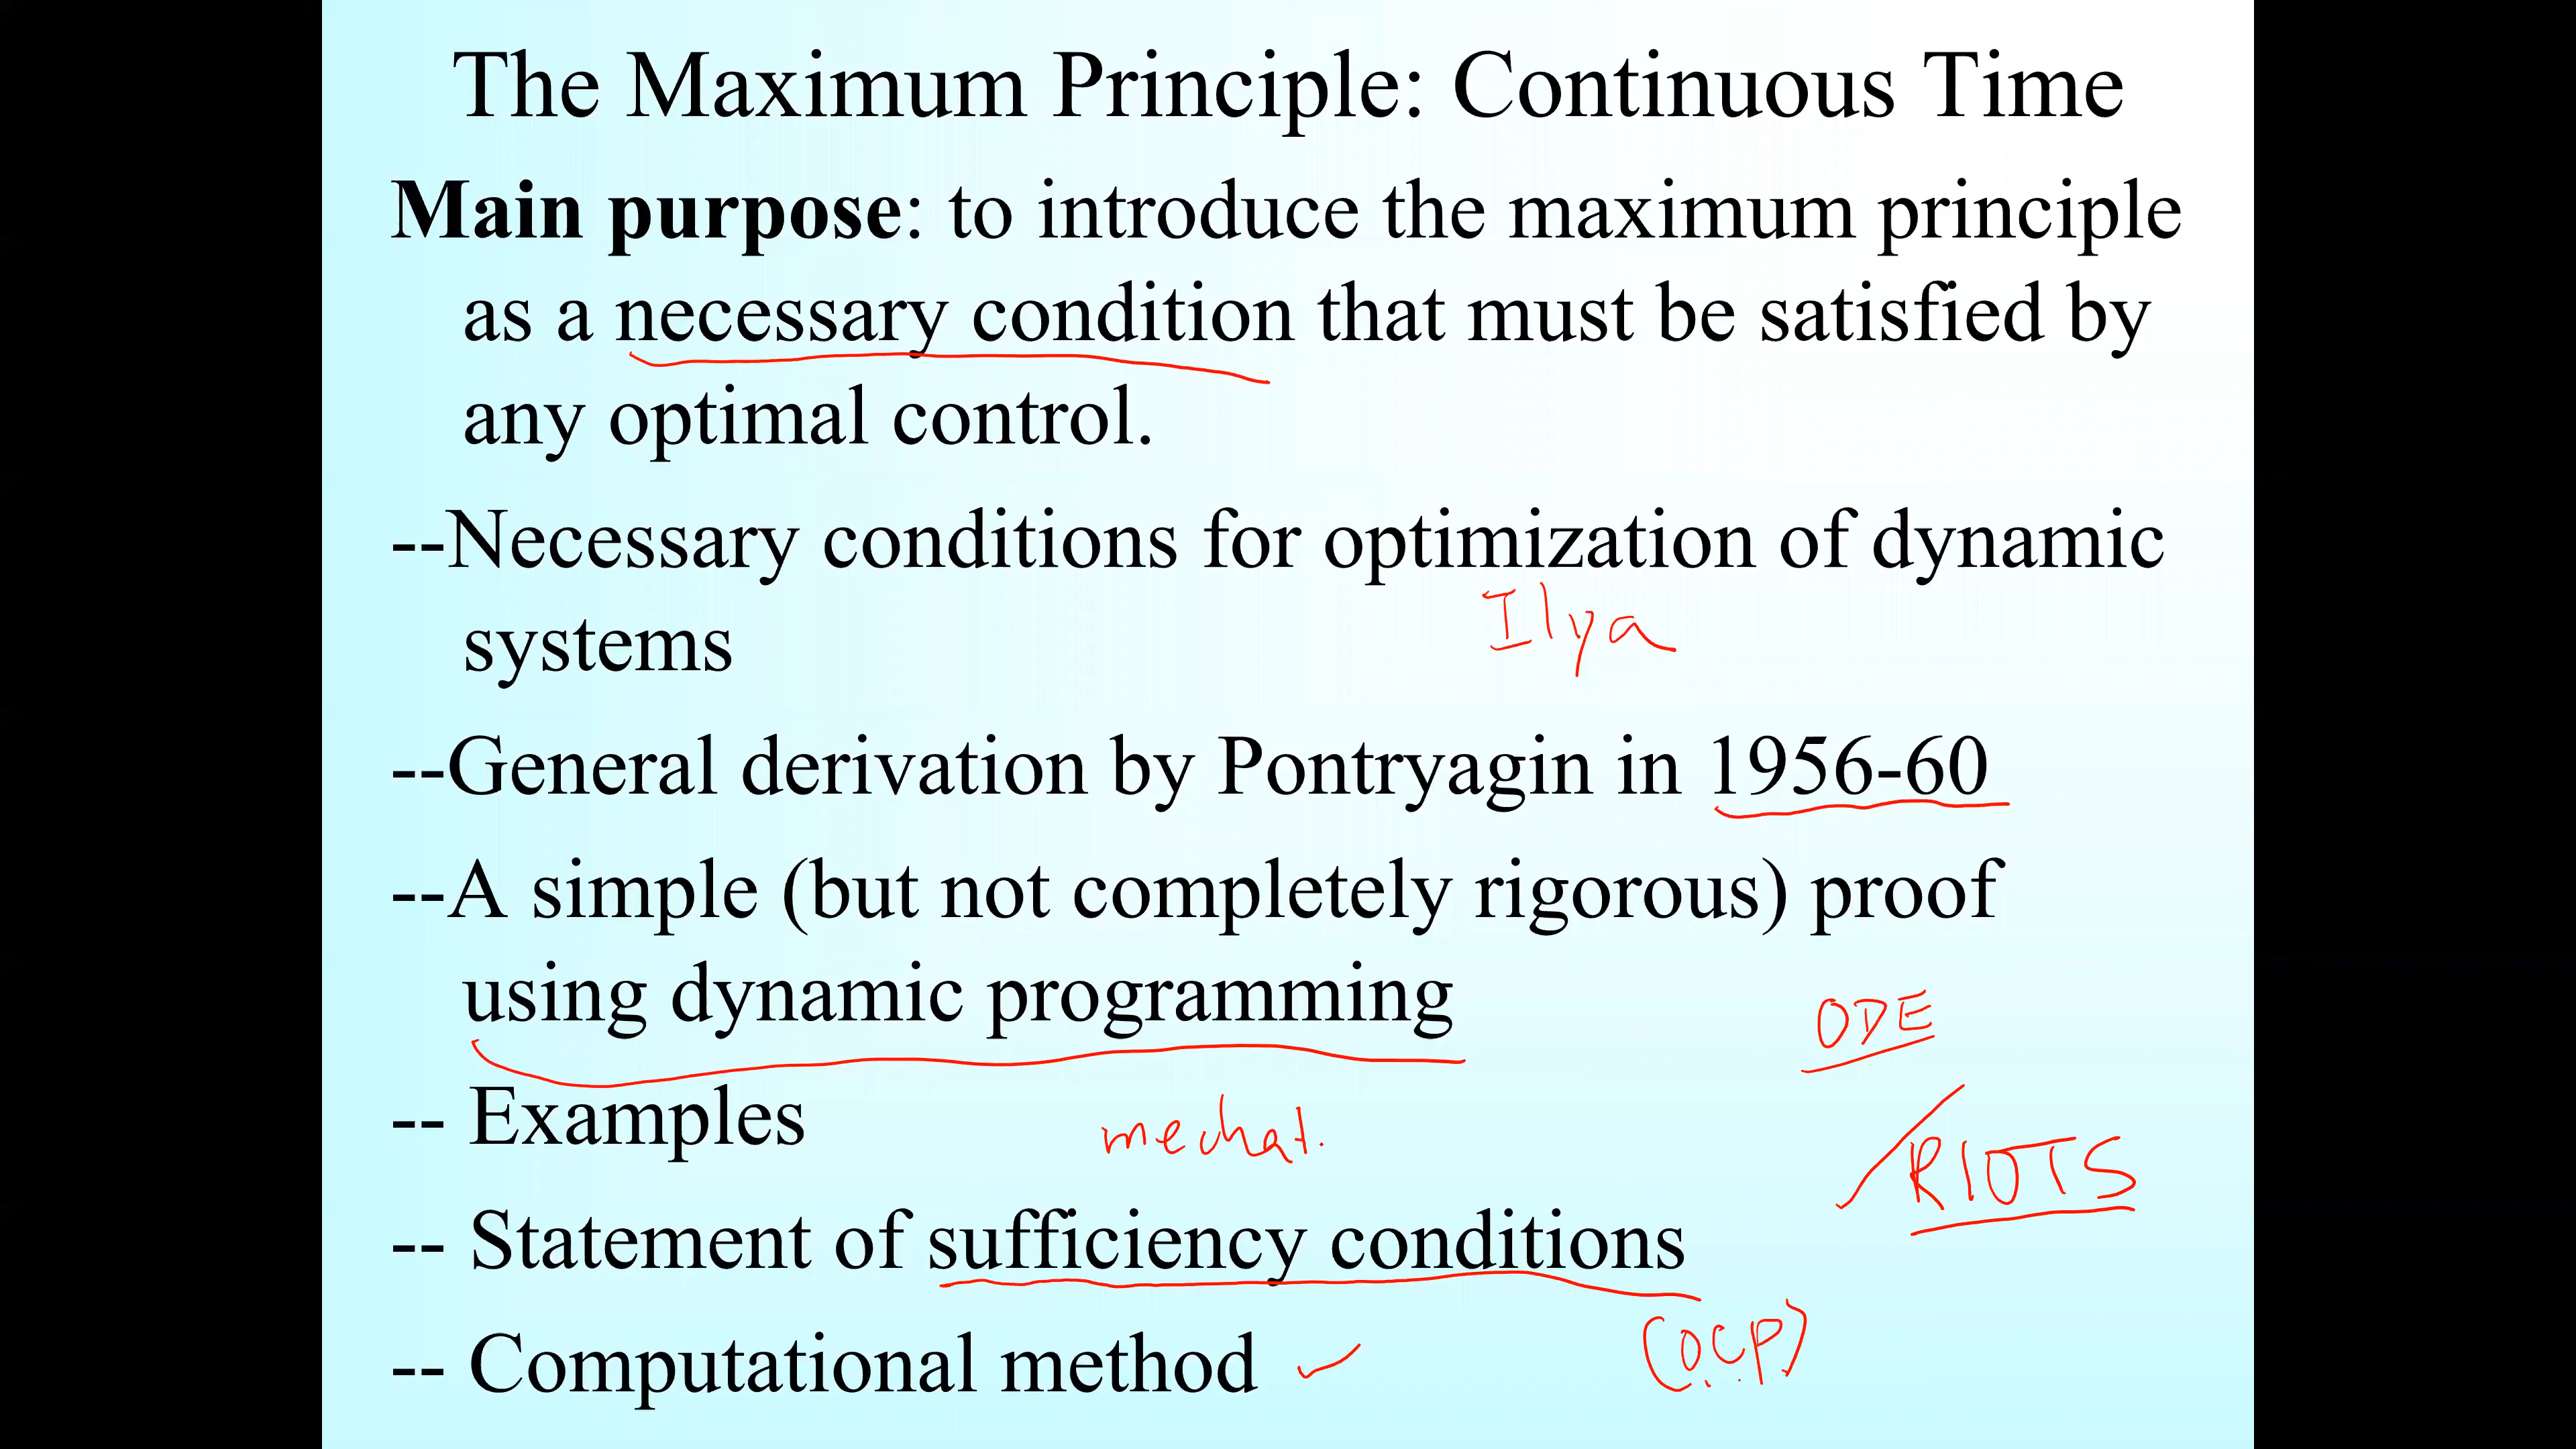 The Maximum Principle: Continuous Time
Main purpose: to introduce the maximum principle
as a necessary condition that must be satisfied by
any optimal control.
--Necessary conditions for optimization of dynamic
systems
Ilya
--General derivation by Pontryagin in 1956-60
--A simple (but not completely rigorous) proof
using dynamic programming
ODE
-- Examples
mechat.
RIOTS
-- Statement of sufficiency conditions
(OCP)
-- Computational method